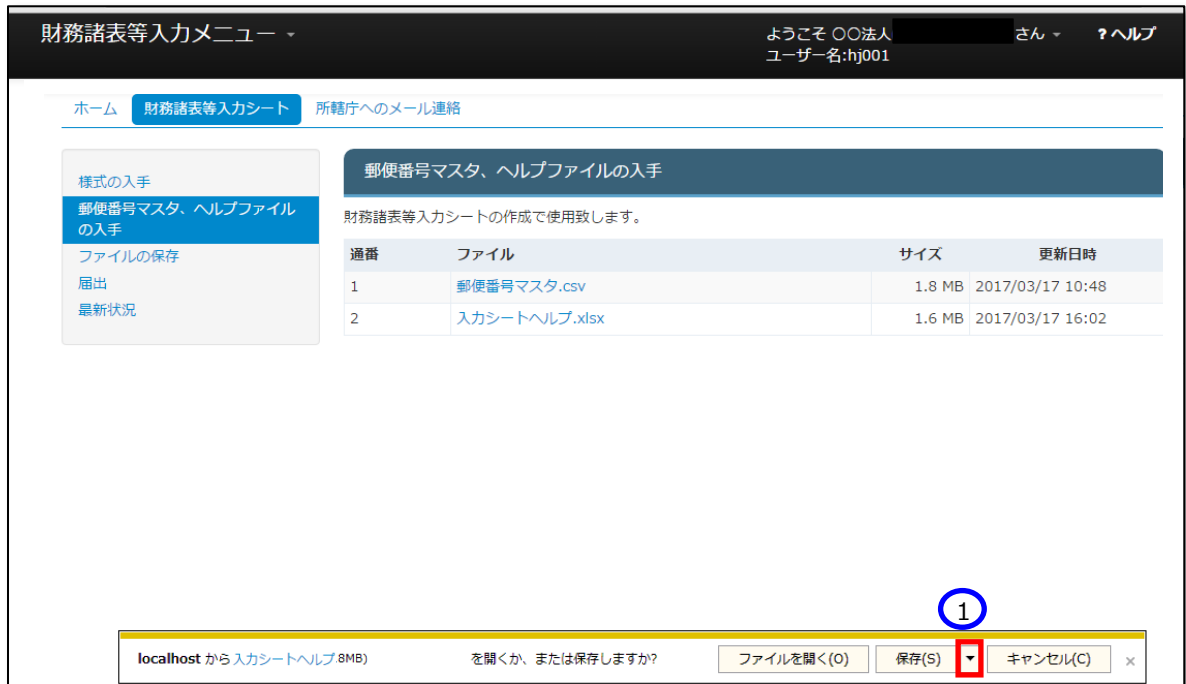 財務諸表等入力メニュー
ようこそ 〇〇法人 さん
?ヘルプ
ユーザー名:hj001
ホーム 財務諸表等入力シート 所轄庁へのメール連絡
様式の入手
郵便番号マスタ、ヘルプファイル
の入手
ファイルの保存
届出
最新状況
郵便番号マスタ、ヘルプファイルの入手
財務諸表等入力シートの作成で使用致します。
通番 ファイル サイズ 更新日時
1 郵便番号マスタ.csv 1.8 MB 2017/03/17 10:48
2 入力シートヘルプ.xlsx 1.6 MB 2017/03/17 16:02
1
localhost から入力シートヘルプ.8MB) を開くか、または保存しますか? ファイルを開く(O) 保存(S) キャンセル(C) ×